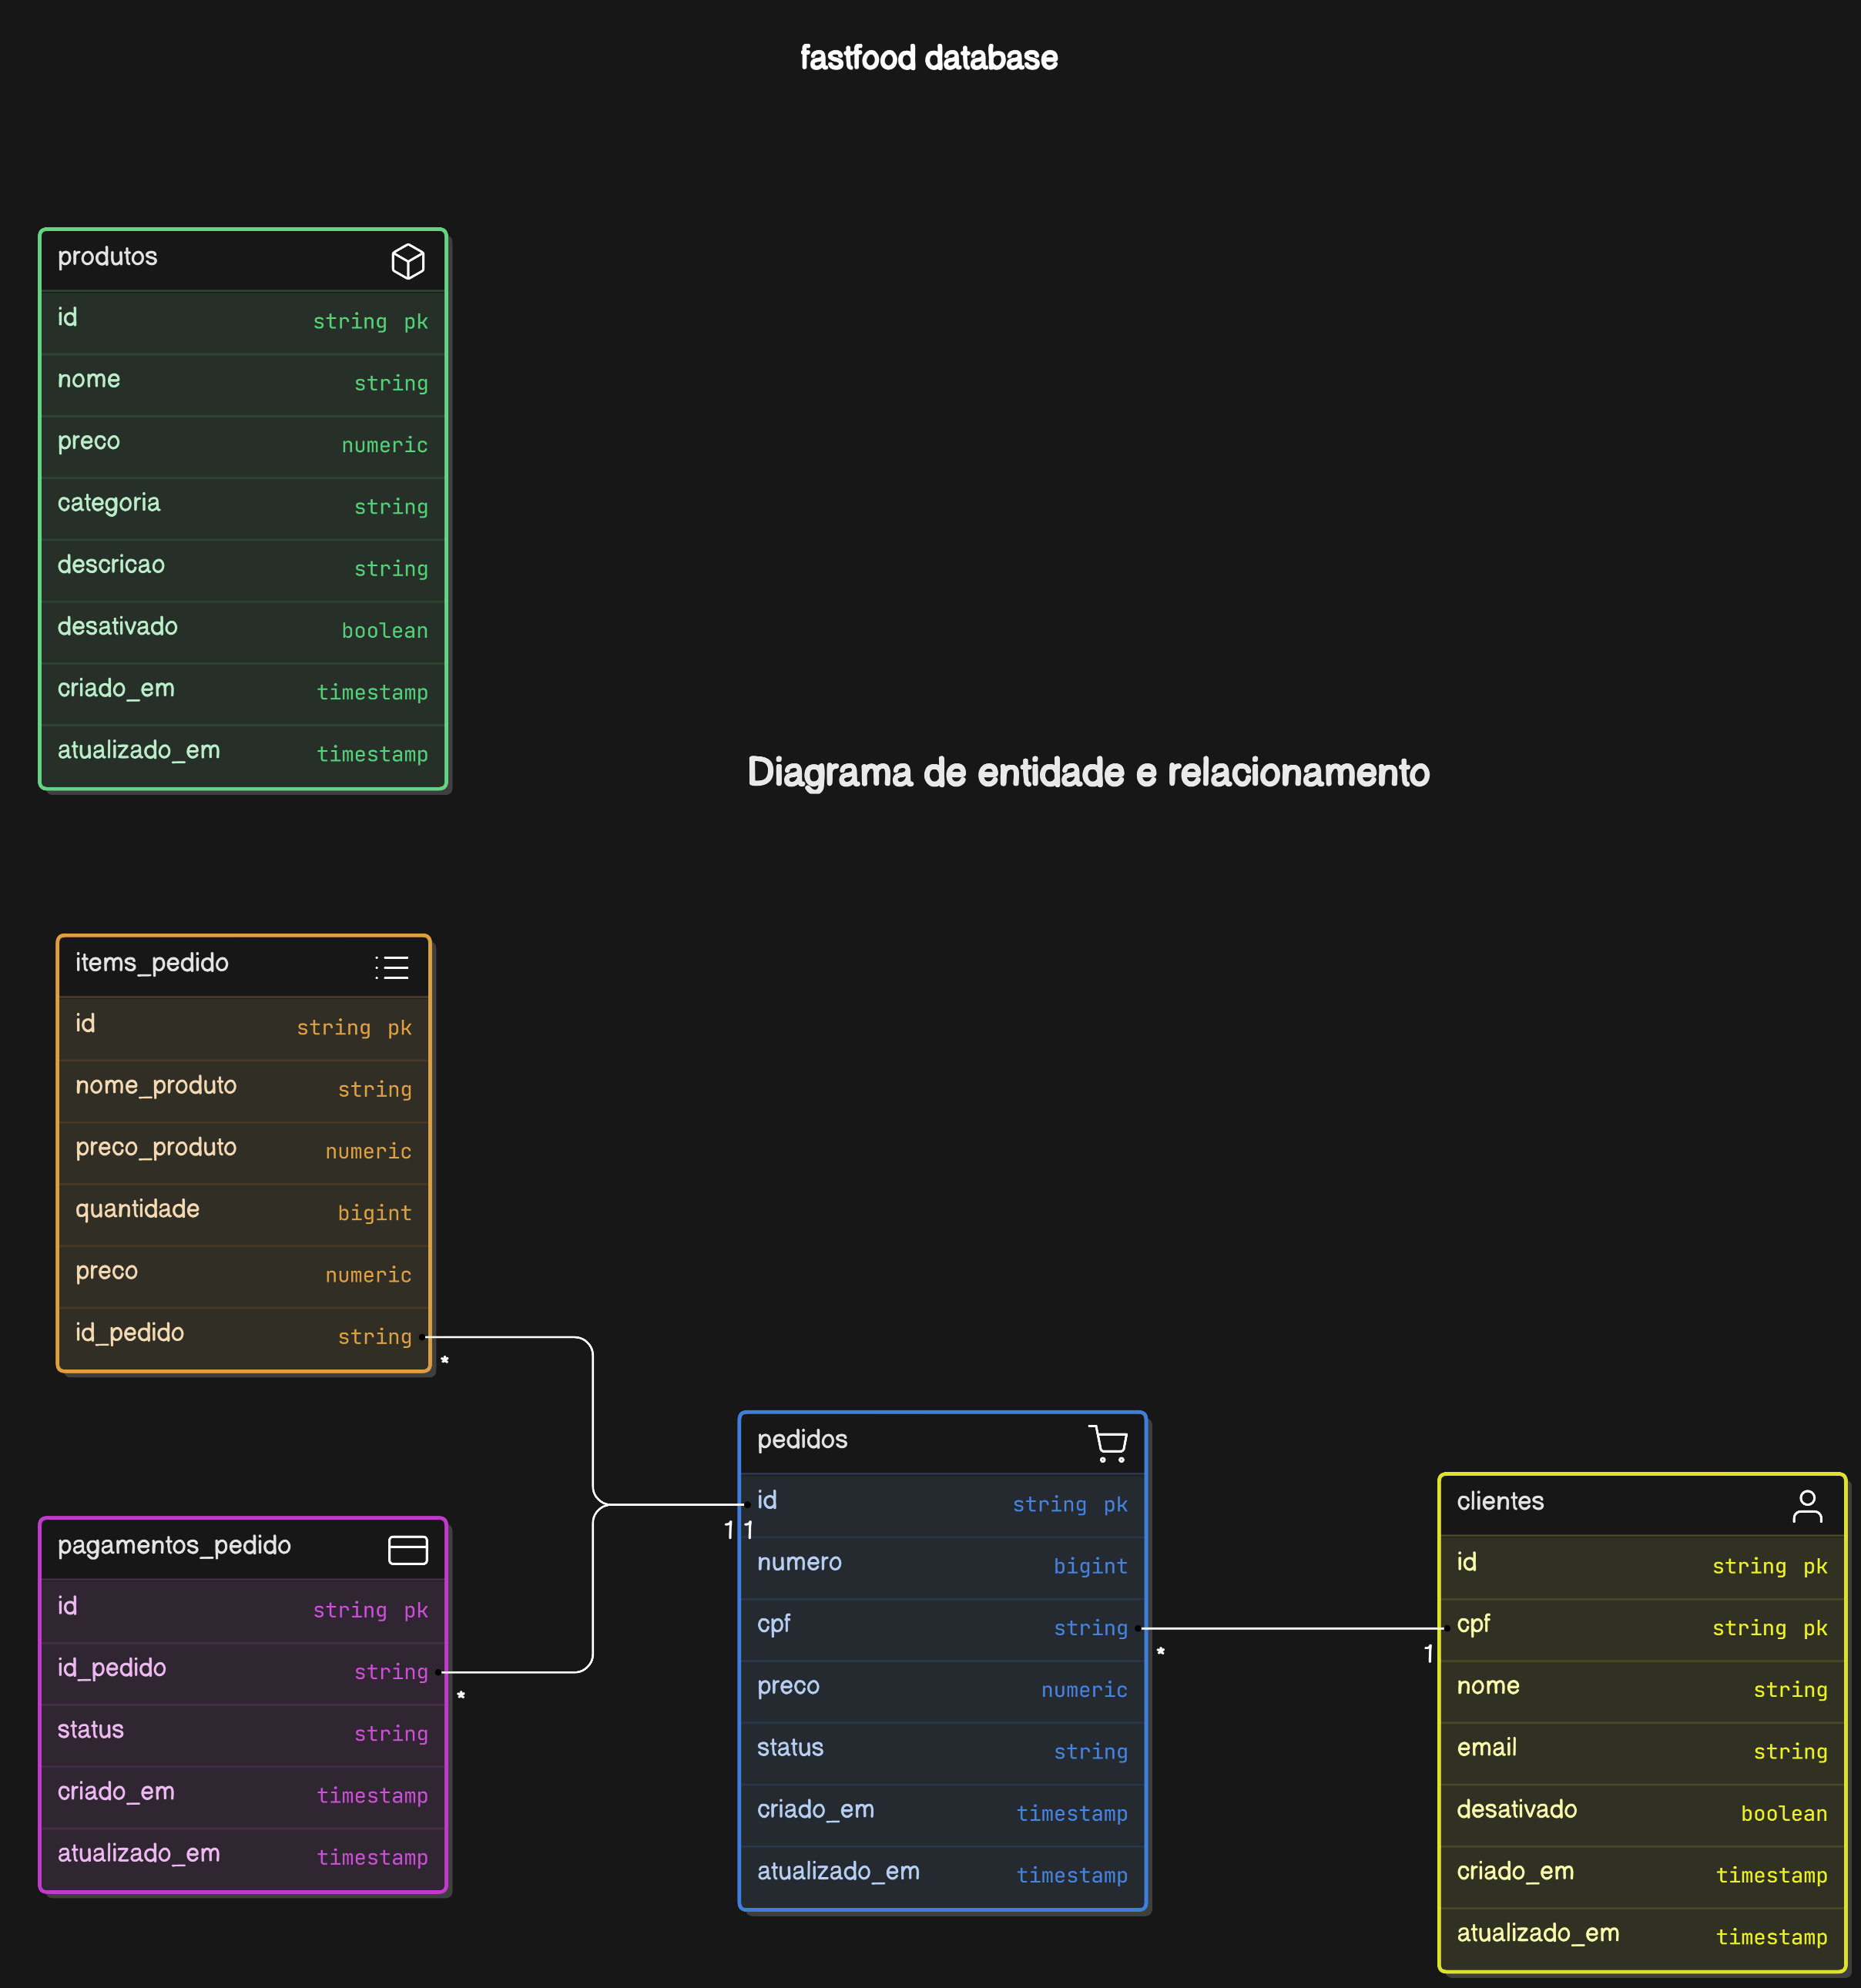 fastfood database
produtos
id string pk
nome string
preco numeric
categoria string
descricao string
desativado boolean
criado_em timestamp
atualizado_em timestamp
Diagrama de entidade e relacionamento
items_pedido
id string pk
nome_produto string
preco_produto numeric
quantidade bigint
preco numeric
id_pedido string
*
pagamentos_pedido
id string pk
id_pedido string
*
status string
criado_em timestamp
atualizado_em timestamp
pedidos
id string pk
1 1
numero bigint
cpf string
*
preco numeric
status string
criado_em timestamp
atualizado_em timestamp
clientes
id string pk
cpf string pk
1
nome string
email string
desativado boolean
criado_em timestamp
atualizado_em timestamp